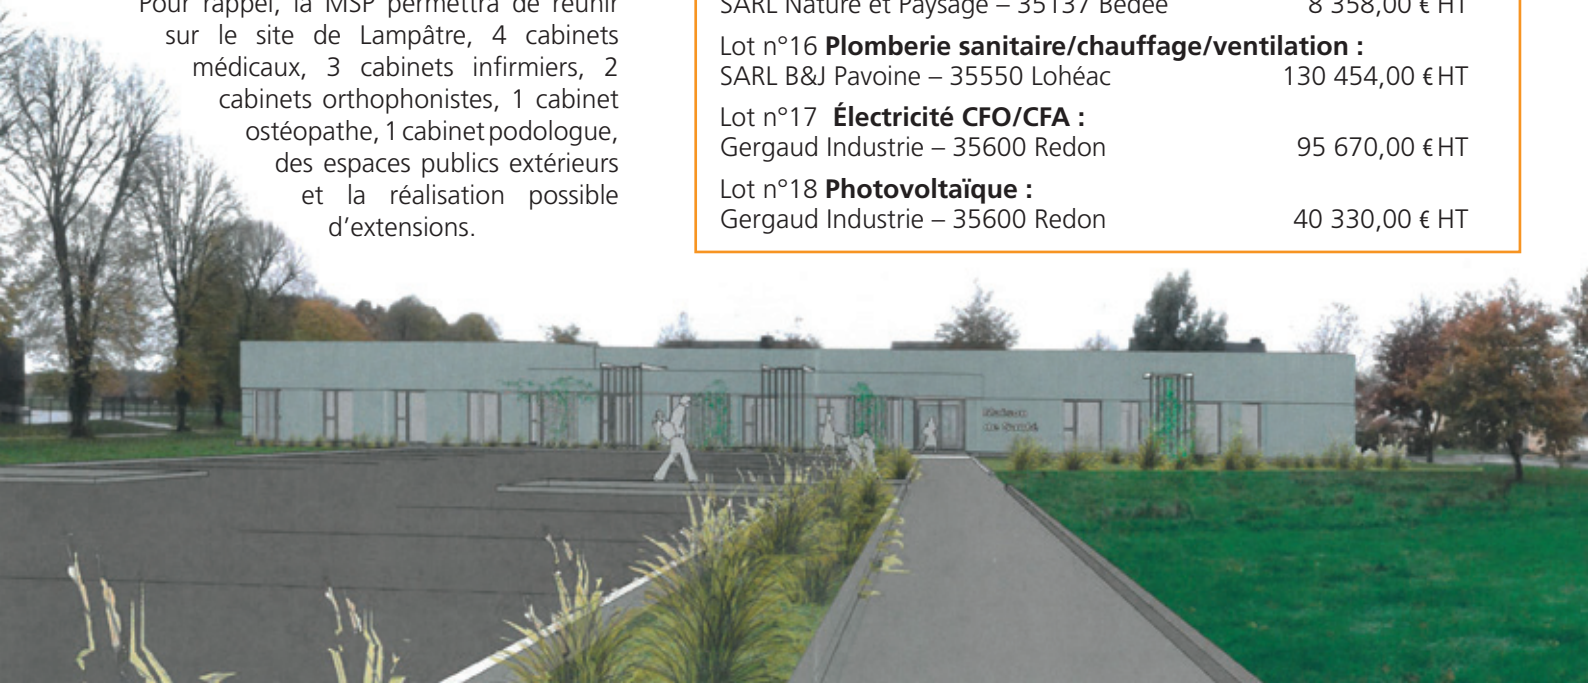 Pour rappel, la MSP permettra de réunir
sur le site de Lampâtre, 4 cabinets
médicaux, 3 cabinets infirmiers, 2
cabinets orthophonistes, 1 cabinet
ostéopathe, 1 cabinet podologue,
des espaces publics extérieurs
et la réalisation possible
d’extensions.
SARL Nature et Paysage – 35137 Bédée 8 358,00 € HT
Lot n°16 Plomberie sanitaire/chauffage/ventilation :
SARL B&J Pavoine – 35550 Lohéac 130 454,00 € HT
Lot n°17 Électricité CFO/CFA :
Gergaud Industrie – 35600 Redon 95 670,00 € HT
Lot n°18 Photovoltaïque :
Gergaud Industrie – 35600 Redon 40 330,00 € HT
Maison
de Santé